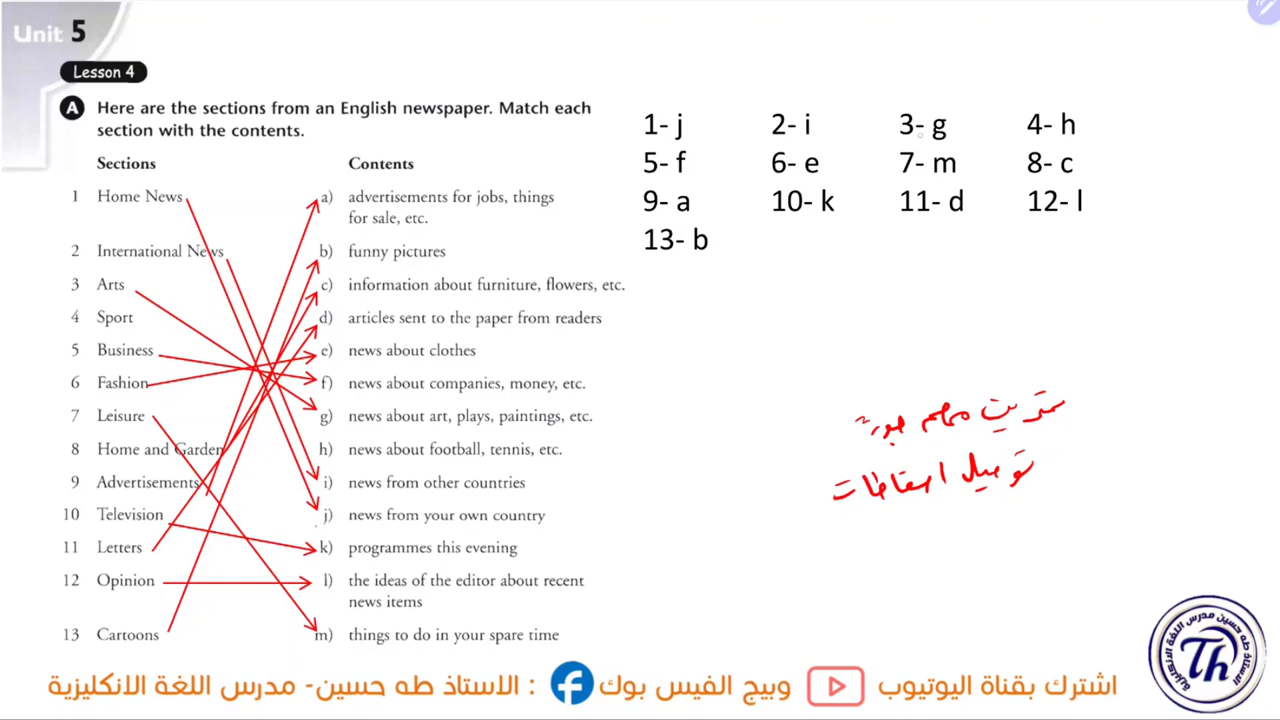 Unit 5
Lesson 4
A Here are the sections from an English newspaper. Match each
section with the contents.
Sections Contents
1 Home News a) advertisements for jobs, things
for sale, etc.
2 International News b) funny pictures
3 Arts c) information about furniture, flowers, etc.
4 Sport d) articles sent to the paper from readers
5 Business e) news about clothes
6 Fashion f) news about companies, money, etc.
7 Leisure g) news about art, plays, paintings, etc.
8 Home and Garden h) news about football, tennis, etc.
9 Advertisements i) news from other countries
10 Television j) news from your own country
11 Letters k) programmes this evening
12 Opinion l) the ideas of the editor about recent
news items
13 Cartoons m) things to do in your spare time
1- j 2- i 3- g 4- h
5- f 6- e 7- m 8- c
9- a 10- k 11- d 12- l
13- b
توصيل
اشترك بقناة اليوتيوب وبيج الفيس بوك : الاستاذ طه حسين- مدرس اللغة الانكليزية
الاستاذ طه حسين مدرس اللغة الانكليزية
Th